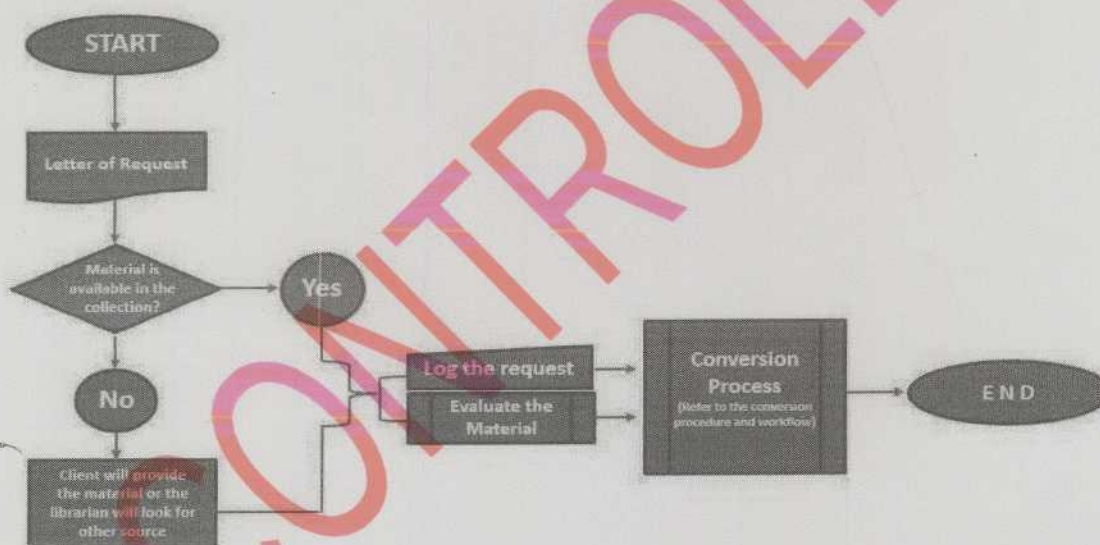 START
Letter of Request
Material is
available in the
collection?
Yes
No
Client will provide
the material or the
librarian will look for
other source
Log the request
Evaluate the
Material
Conversion
Process
(Refer to the conversion
procedure and workflow)
END
CONTROL